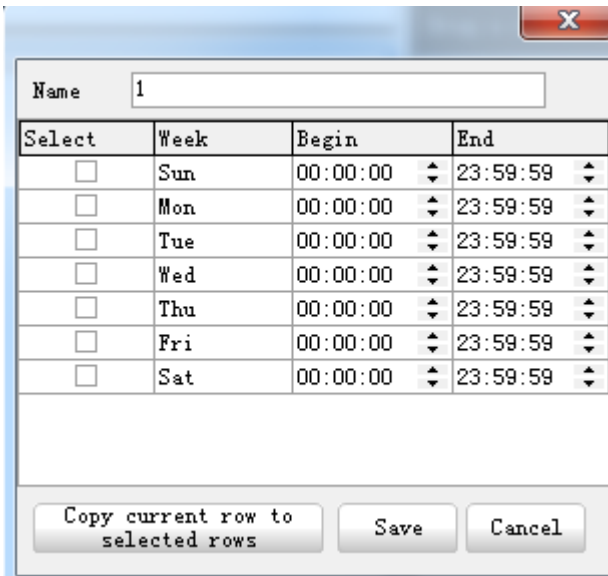 Name 1
Select Week Begin End
Sun 00:00:00 23:59:59
Mon 00:00:00 23:59:59
Tue 00:00:00 23:59:59
Wed 00:00:00 23:59:59
Thu 00:00:00 23:59:59
Fri 00:00:00 23:59:59
Sat 00:00:00 23:59:59
Copy current row to
selected rows
Save
Cancel